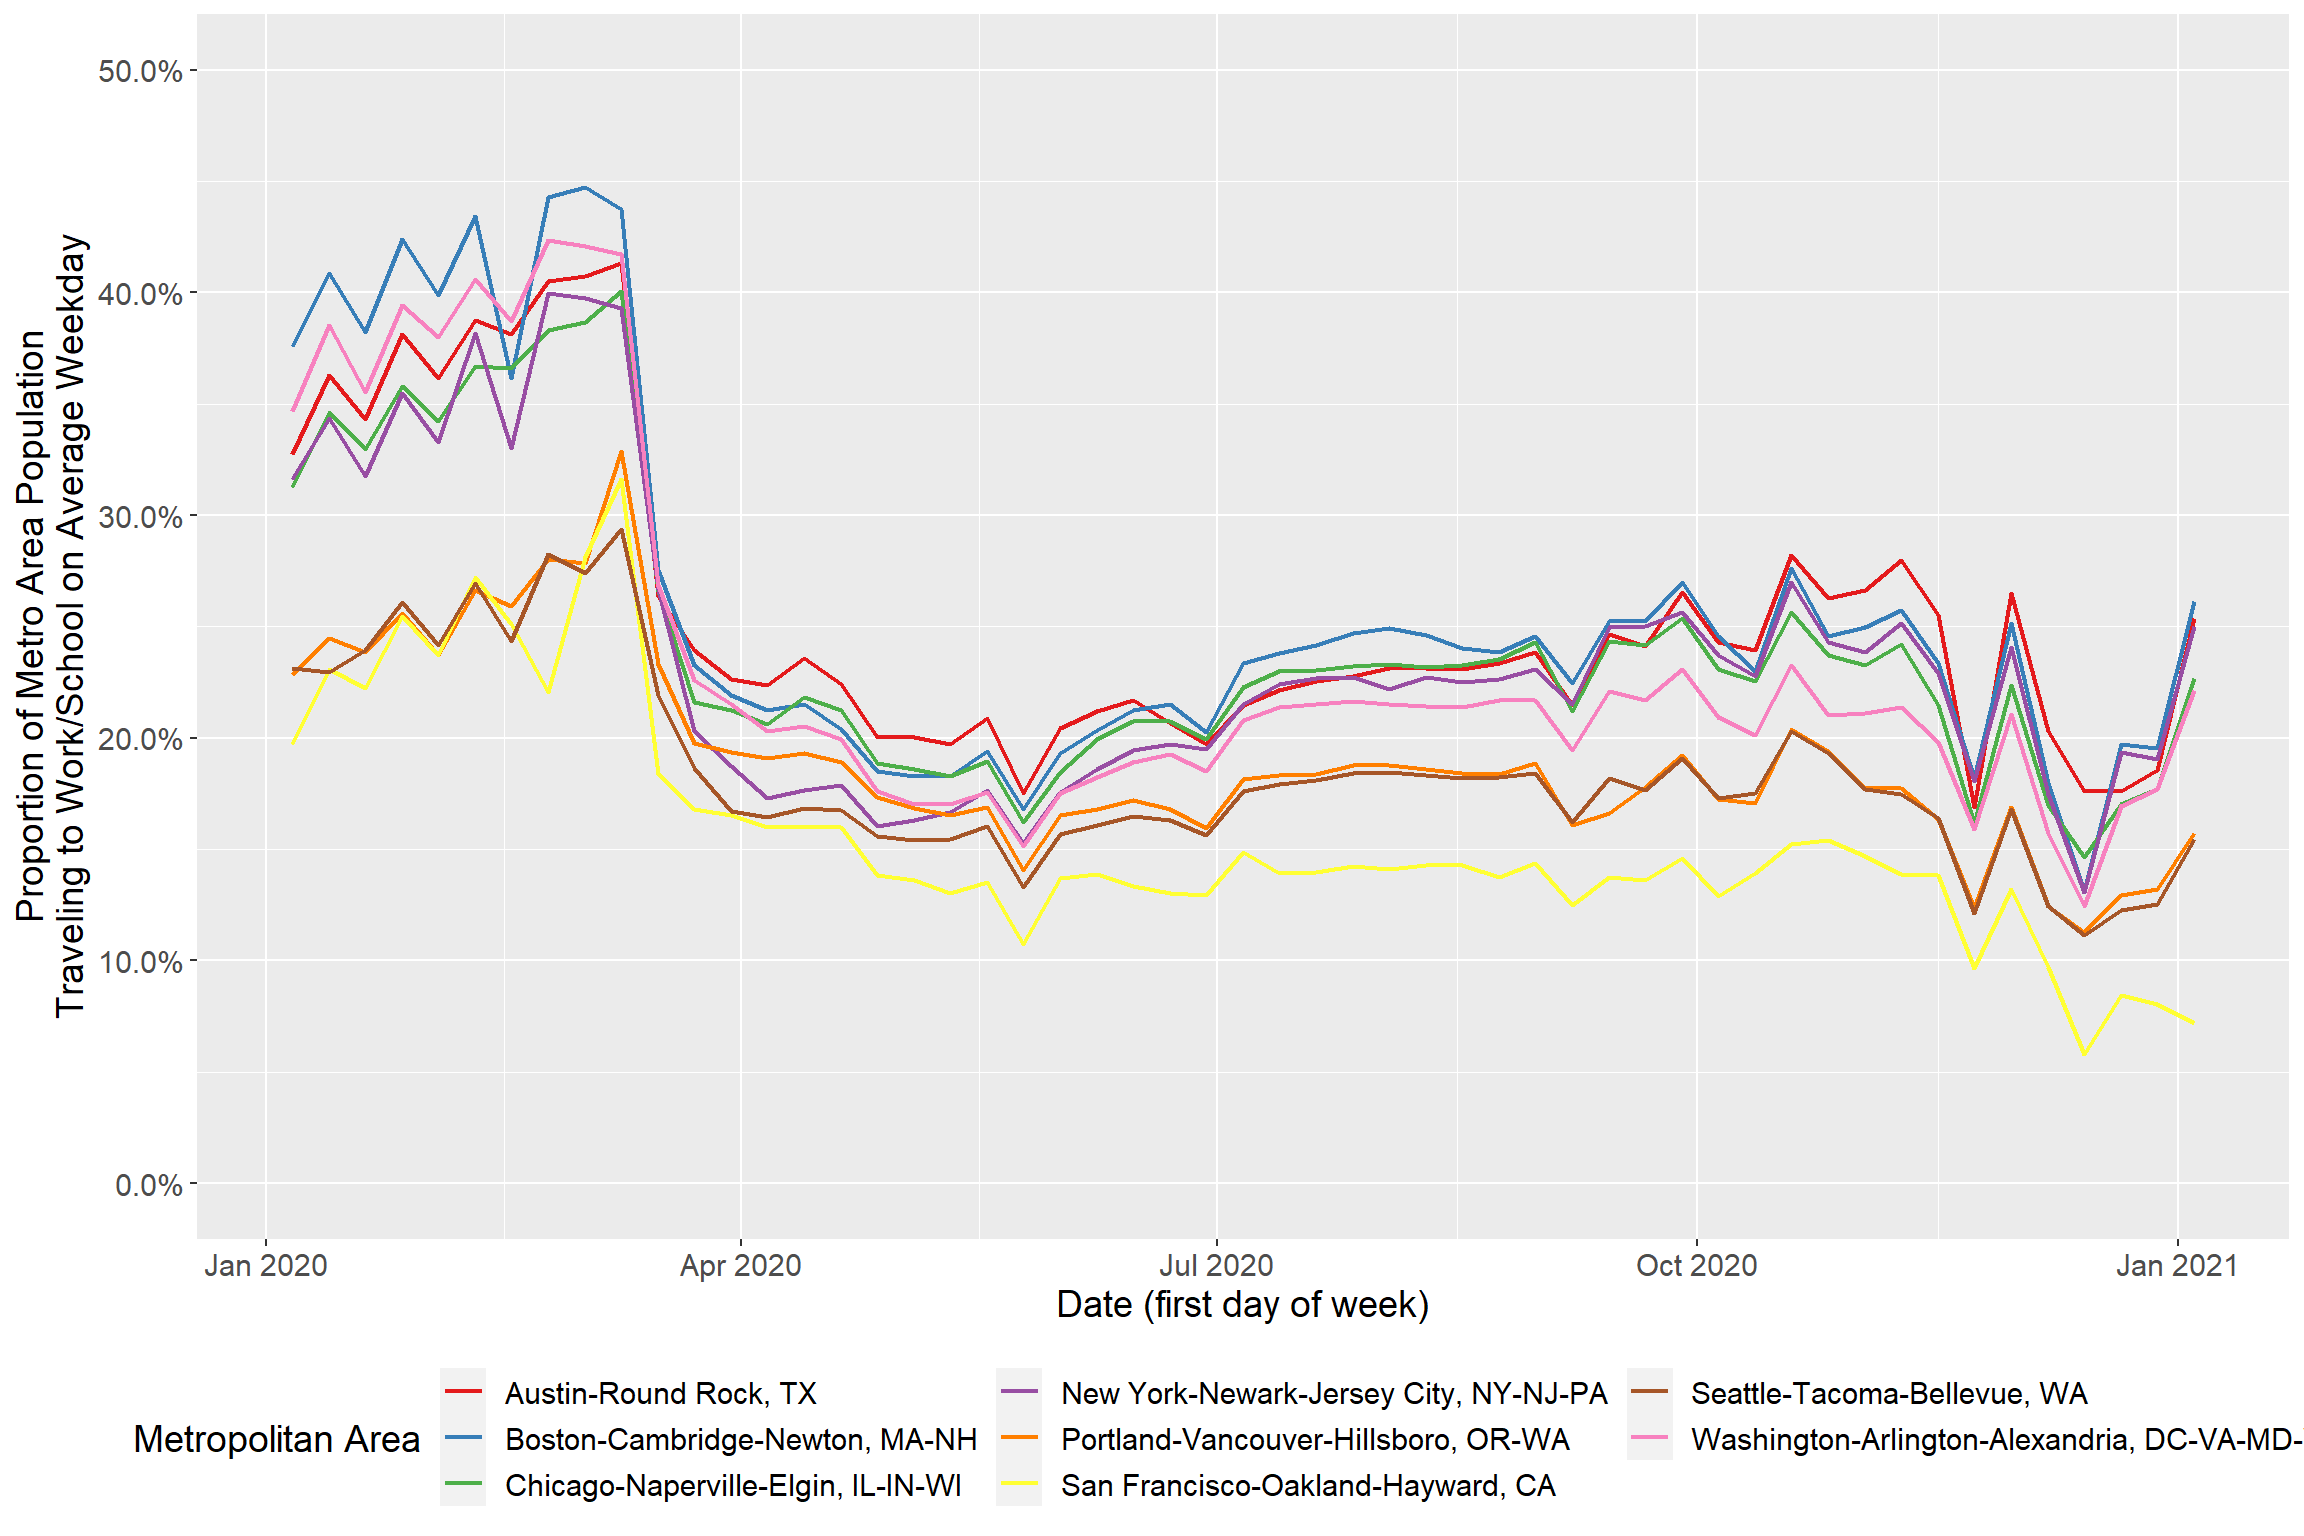 Proportion of Metro Area Population
Traveling to Work/School on Average Weekday
50.0%
40.0%
30.0%
20.0%
10.0%
0.0%
Jan 2020
Apr 2020
Jul 2020
Oct 2020
Jan 2021
Date (first day of week)
Metropolitan Area
Austin-Round Rock, TX
Boston-Cambridge-Newton, MA-NH
Chicago-Naperville-Elgin, IL-IN-WI
New York-Newark-Jersey City, NY-NJ-PA
Portland-Vancouver-Hillsboro, OR-WA
San Francisco-Oakland-Hayward, CA
Seattle-Tacoma-Bellevue, WA
Washington-Arlington-Alexandria, DC-VA-MD-